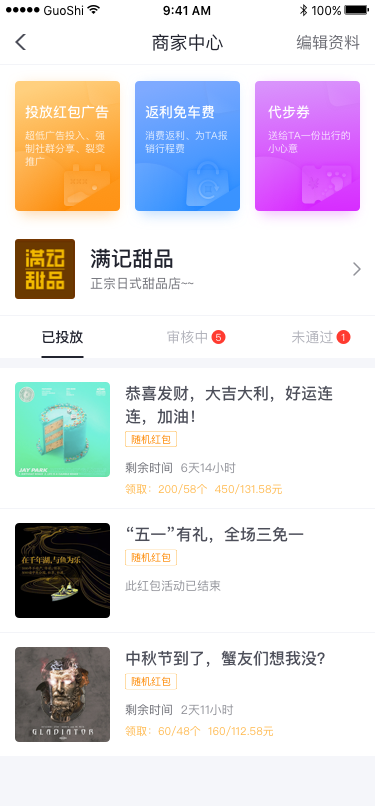 GuoShi
9:41 AM
100%
商家中心
编辑资料
投放红包广告
超低广告投入、强
制社群分享、裂变
推广
返利免车费
消费返利、为TA报
销行程费
代步券
送给TA一份出行的
小心意
满记
甜品
满记甜品
正宗日式甜品店~~
已投放
审核中 5
未通过 1
JAY PARK
恭喜发财，大吉大利，好运连
连，加油！
随机红包
剩余时间 6天14小时
领取：200/58个 450/131.58元
在千年湖,与鱼为乐
“五一”有礼，全场三免一
随机红包
此红包活动已结束
GLADIATOR
中秋节到了，蟹友们想我没?
随机红包
剩余时间 2天11小时
领取：60/48个 160/112.58元